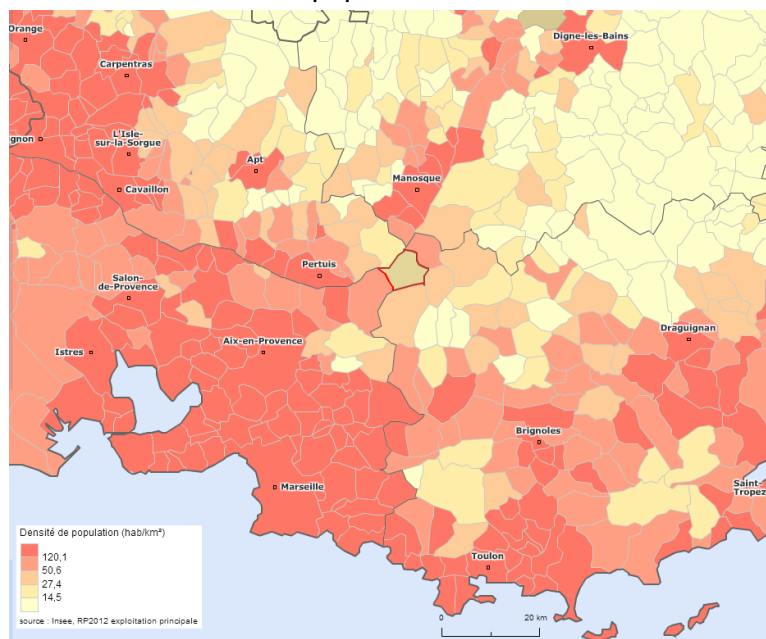 Orange
Digne-les-Bains
Carpentras
L'Isle-
sur-la-Sorgue
gnon
Apt
Manosque
Cavaillon
Pertuis
Salon-
de-Provence
Istres
Aix-en-Provence
Draguignan
Brignoles
Marseille
Saint-
Tropez
Toulon
Densité de population (hab/km²)
120,1
50,6
27,4
14,5
source : Insee, RP2012 exploitation principale
0
20 km